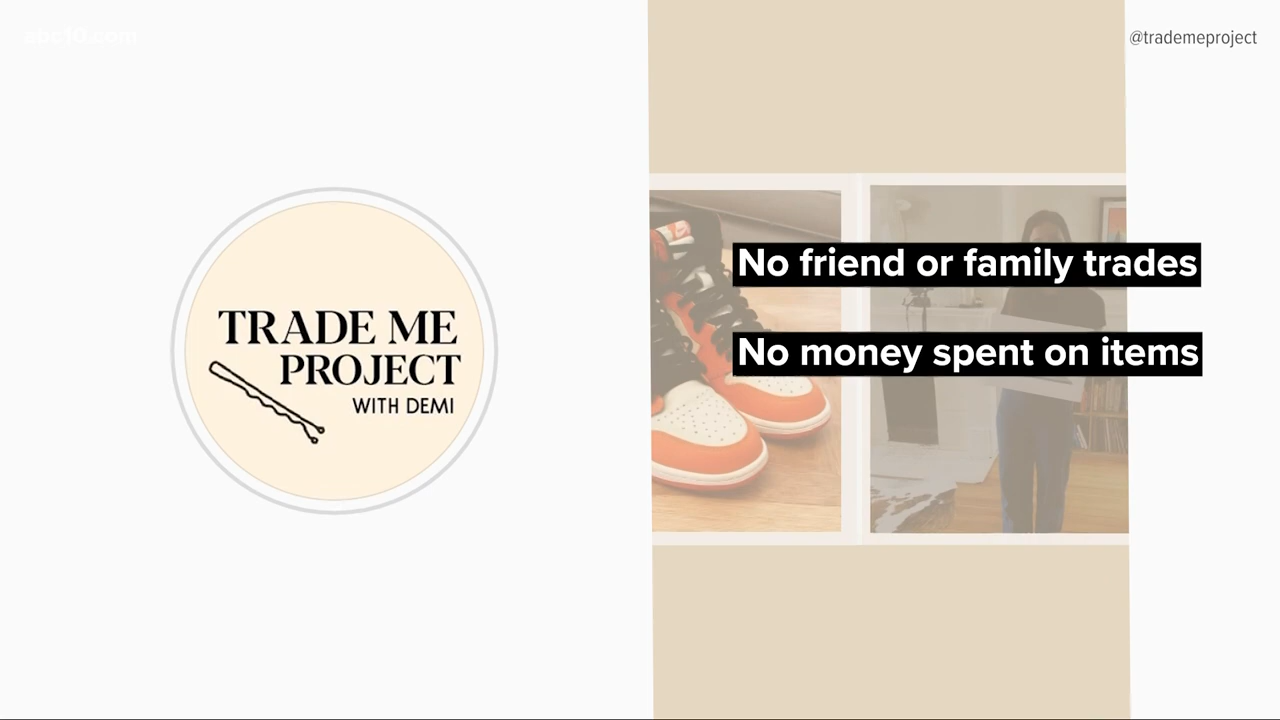 abc10.com
@trademeproject
TRADE ME
PROJECT
WITH DEMI
No friend or family trades
No money spent on items